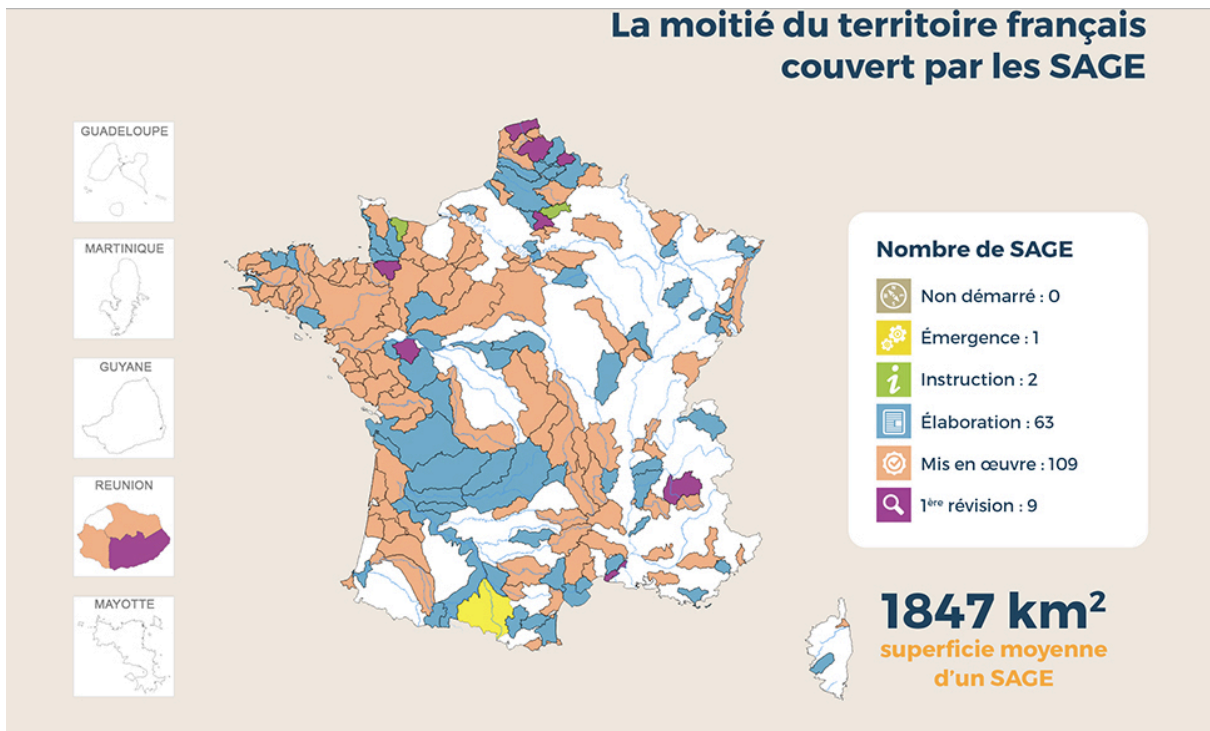 La moitié du territoire français
couvert par les SAGE
GUADELOUPE
MARTINIQUE
GUYANE
REUNION
MAYOTTE
Nombre de SAGE
Non démarré : 0
Émergence : 1
Instruction : 2
Élaboration : 63
Mis en œuvre : 109
1ère révision : 9
1847 km²
superficie moyenne
d'un SAGE